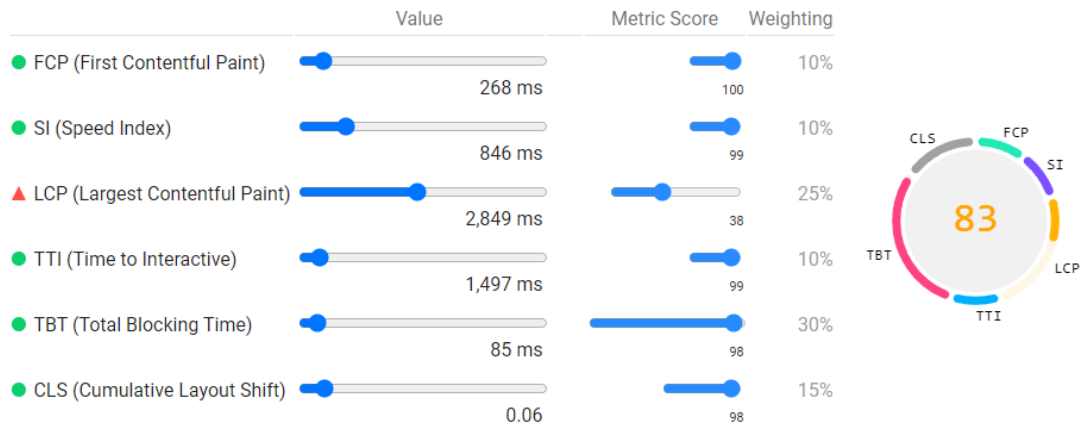 Value Metric Score Weighting
FCP (First Contentful Paint) 10%
268 ms 100
SI (Speed Index) 10%
846 ms 99
LCP (Largest Contentful Paint) 25%
2,849 ms 38
TTI (Time to Interactive) 10%
1,497 ms 99
TBT (Total Blocking Time) 30%
85 ms 98
CLS (Cumulative Layout Shift) 15%
0.06 98
CLS FCP
SI
83
TBT LCP
TTI